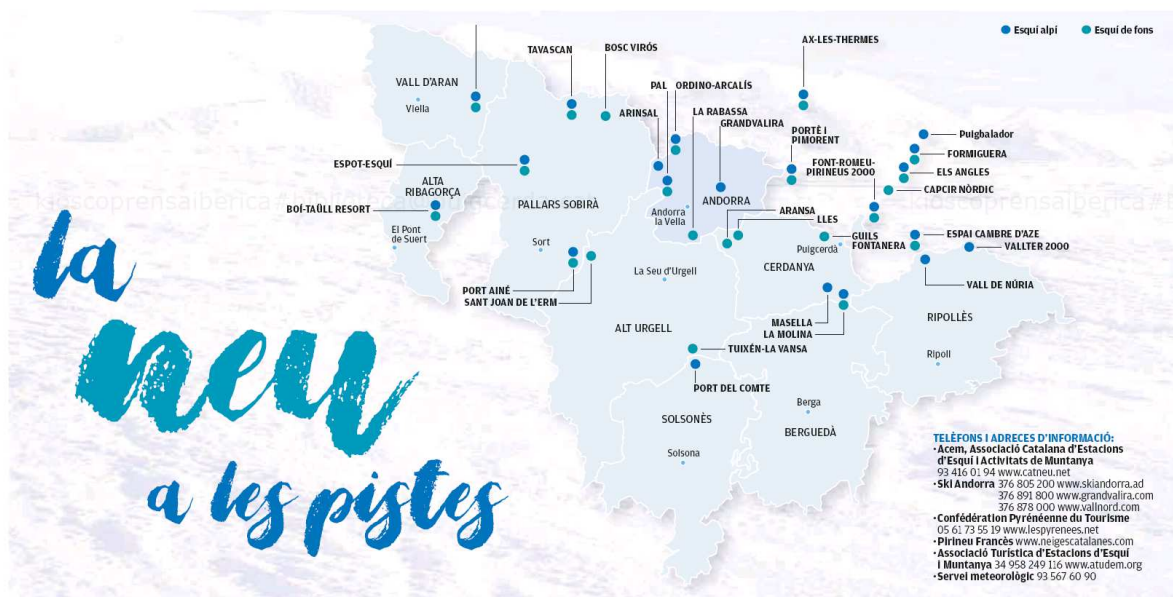 Esquí alpí
Esquí de fons
AX-LES-THERMES
TAVASCAN
BOSC VIRÓS
VALL D'ARAN
Viella
PAL
ORDINO-ARCALÍS
ARINSAL
LA RABASSA
GRANDVALIRA
PORTÈ I
PIMORENT
FONT-ROMEU-
PIRINEUS 2000
Puigbalador
FORMIGUERA
ELS ANGLES
CAPCIR NÒRDIC
ESPOT-ESQUÍ
ALTA
RIBAGORÇA
BOÍ-TAÜLL RESORT
El Pont
de Suert
PALLARS SOBIRÀ
Sort
Andorra
la Vella
ANDORRA
ARANSA
LLES
GUILS
FONTANERA
Puigcerdà
ESPAI CAMBRE D'AZE
VALLTER 2000
VALL DE NÚRIA
CERDANYA
La Seu d'Urgell
PORT AINÉ
SANT JOAN DE L'ERM
ALT URGELL
MASELLA
LA MOLINA
RIPOLLÈS
Ripoll
TUIXÉN-LA VANSA
PORT DEL COMTE
SOLSONÈS
Solsona
Berga
BERGUEDÀ
la
neu
a les pistes
TELÈFONS I ADRECES D'INFORMACIÓ:
·Acem, Associació Catalana d'Estacions
d'Esquí i Activitats de Muntanya
93 416 01 94 www.catneu.net
·Ski Andorra 376 805 200 www.skiandorra.ad
376 891 800 www.grandvalira.com
376 878 000 www.vallnord.com
·Confédération Pyrénéenne du Tourisme
05 61 73 55 19 www.lespyrenees.net
·Pirineu Francès www.neigescatalanes.com
·Associació Turística d'Estacions d'Esquí
i Muntanya 34 958 249 116 www.atudem.org
·Servei meteorològic 93 567 60 90